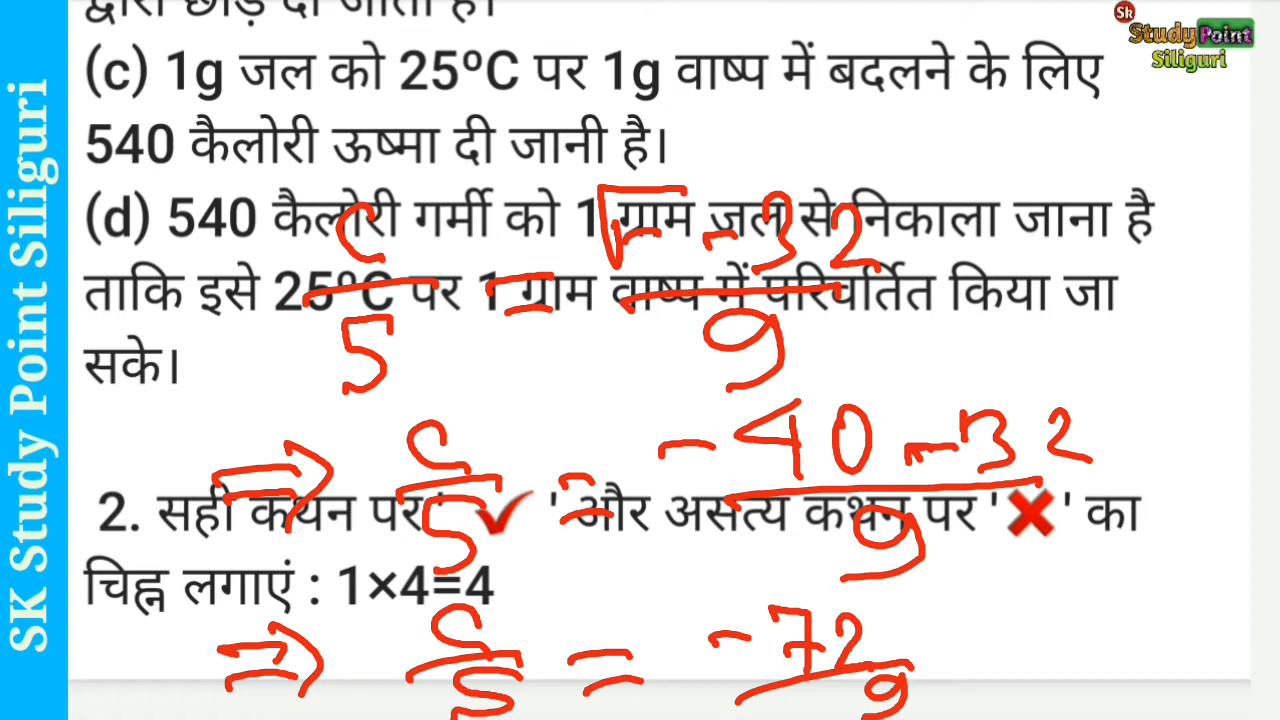 द्वारा छोड़ दी जाती है।
Sk
Study Point
Siliguri
(c) 1g जल को 25ºC पर 1g वाष्प में बदलने के लिए
540 कैलोरी ऊष्मा दी जानी है।
(d) 540 कैलोरी गर्मी को 1 ग्राम जल से निकाला जाना है
ताकि इसे 25ºC पर 1 ग्राम वाष्प में परिवर्तित किया जा
सके।
C/5 = F - 32/9
⇒ C/5 = -40 - 32/9
2. सही कथन पर ' ✓ ' और असत्य कथन पर '❌' का
चिह्न लगाएं : 1×4=4
⇒ C/5 = -72/9
SK Study Point Siliguri